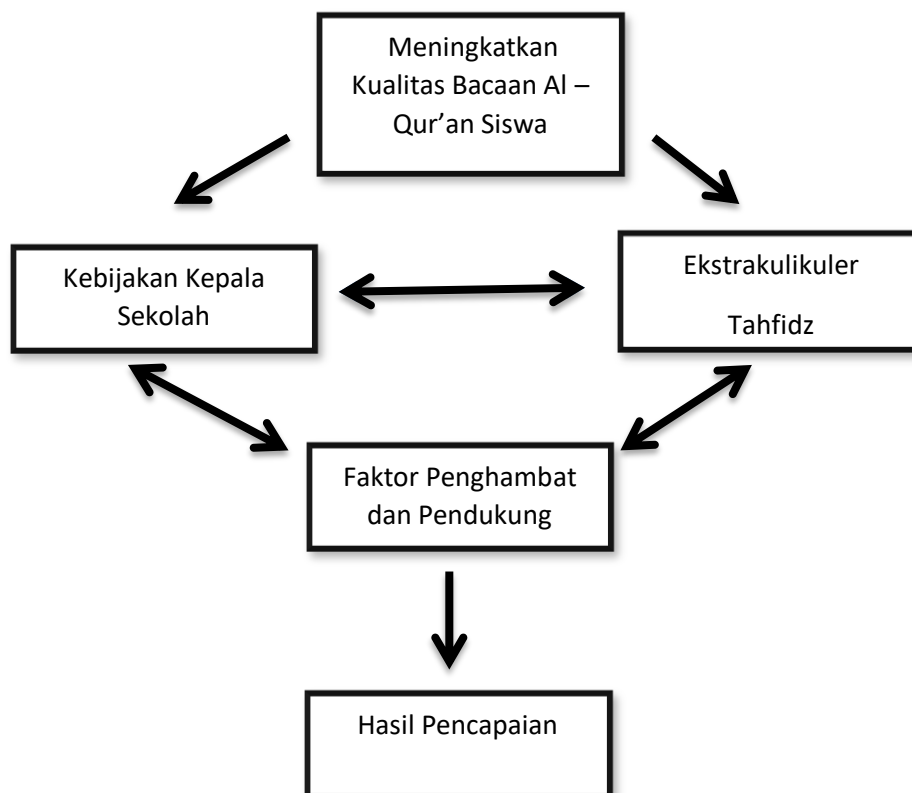 Meningkatkan
Kualitas Bacaan Al –
Qur’an Siswa
Kebijakan Kepala
Sekolah
Ekstrakulikuler
Tahfidz
Faktor Penghambat
dan Pendukung
Hasil Pencapaian